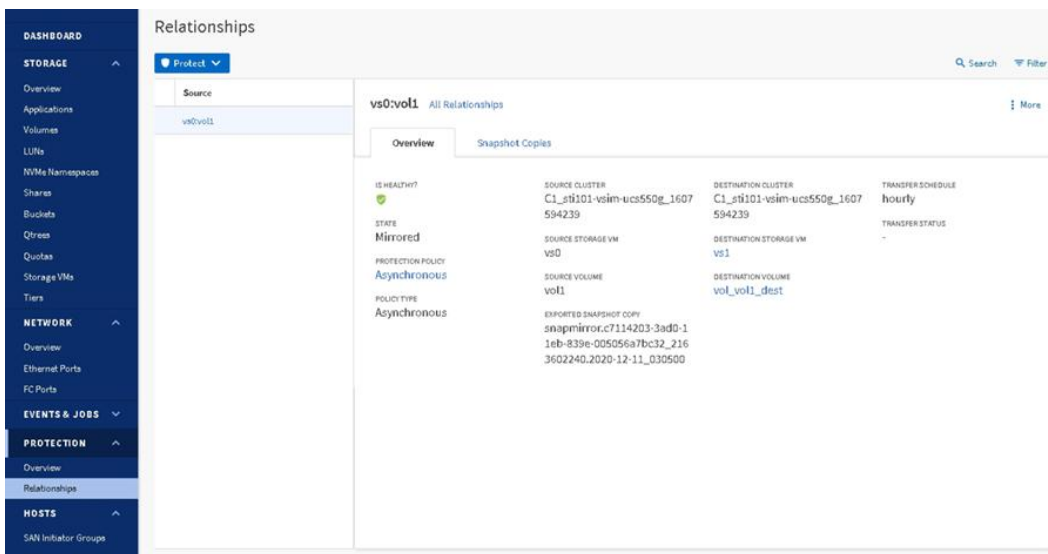 DASHBOARD
STORAGE
Overview
Applications
Volumes
LUNs
NVMe Namespaces
Shares
Buckets
Qtrees
Quotas
Storage VMs
Tiers
NETWORK
Overview
Ethernet Ports
FC Ports
EVENTS & JOBS
PROTECTION
Overview
Relationships
HOSTS
SAN Initiator Groups
Relationships
Protect
Search
Filter
Source
vs0:vol1
vs0:vol1 All Relationships
More
Overview
Snapshot Copies
IS HEALTHY?
STATE
Mirrored
PROTECTION POLICY
Asynchronous
POLICY TYPE
Asynchronous
SOURCE CLUSTER
C1_sti101-vsim-ucs550g_1607
594239
SOURCE STORAGE VM
vs0
SOURCE VOLUME
vol1
EXPORTED SNAPSHOT COPY
snapmirror.c7114203-3ad0-1
1eb-839e-005056a7bc32_216
3602240.2020-12-11_030500
DESTINATION CLUSTER
C1_sti101-vsim-ucs550g_1607
594239
DESTINATION STORAGE VM
vs1
DESTINATION VOLUME
vol_vol1_dest
TRANSFER SCHEDULE
hourly
TRANSFER STATUS
-